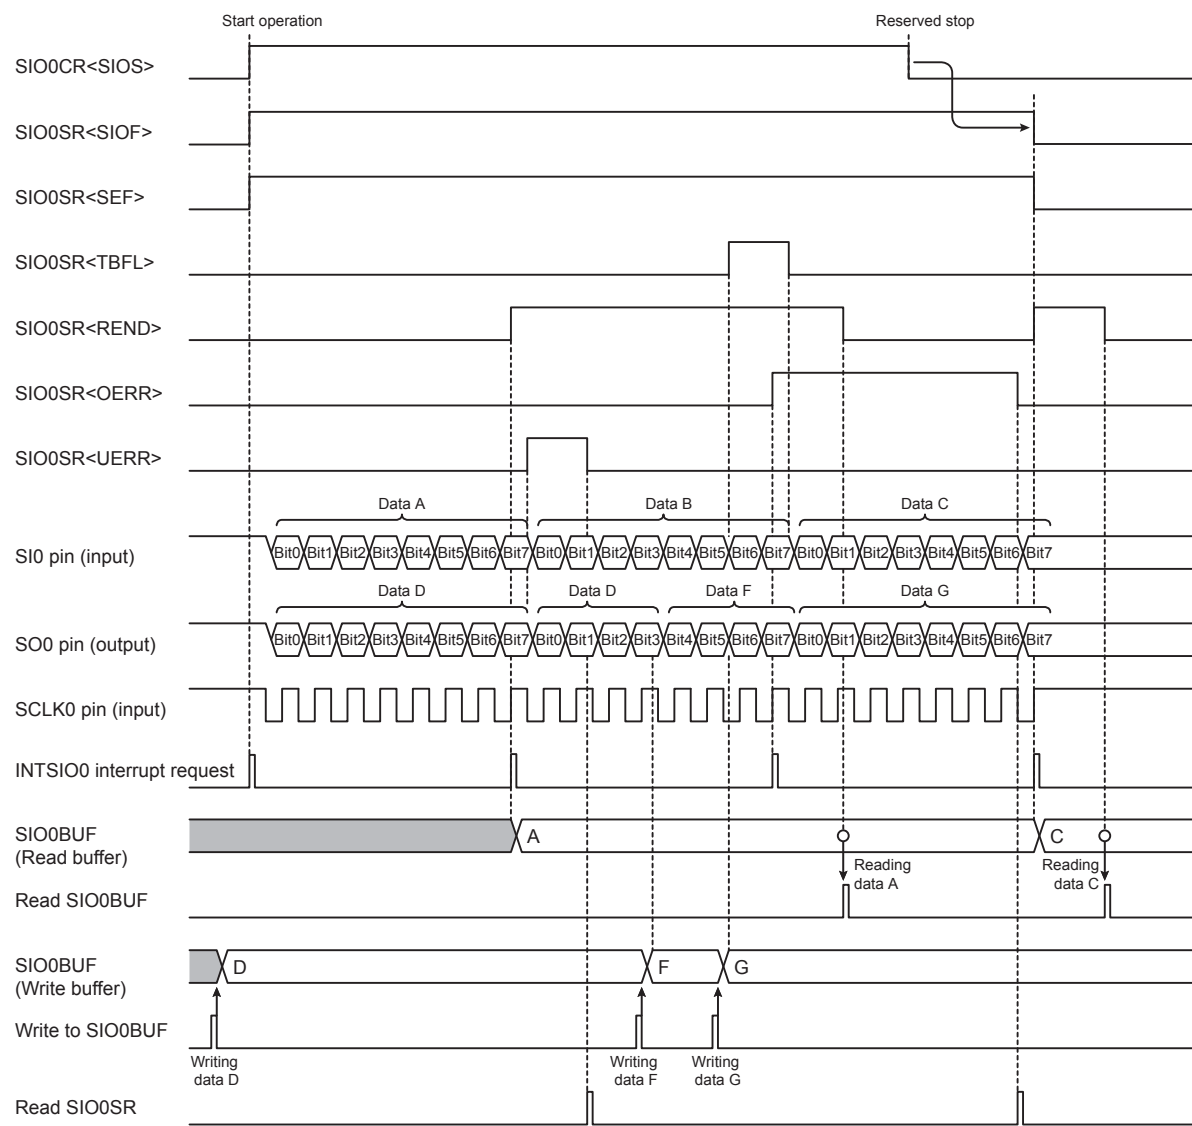 Start operation
Reserved stop
SIO0CR<SIOS>
SIO0SR<SIOF>
SIO0SR<SEF>
SIO0SR<TBFL>
SIO0SR<REND>
SIO0SR<OERR>
SIO0SR<UERR>
Data A Data B Data C
SI0 pin (input)
Bit0 Bit1 Bit2 Bit3 Bit4 Bit5 Bit6 Bit7 Bit0 Bit1 Bit2 Bit3 Bit4 Bit5 Bit6 Bit7 Bit0 Bit1 Bit2 Bit3 Bit4 Bit5 Bit6 Bit7
Data D Data D Data F Data G
SO0 pin (output)
Bit0 Bit1 Bit2 Bit3 Bit4 Bit5 Bit6 Bit7 Bit0 Bit1 Bit2 Bit3 Bit4 Bit5 Bit6 Bit7 Bit0 Bit1 Bit2 Bit3 Bit4 Bit5 Bit6 Bit7
SCLK0 pin (input)
INTSIO0 interrupt request
SIO0BUF
(Read buffer)
A
C
Reading
data A
Reading
data C
Read SIO0BUF
SIO0BUF
(Write buffer)
D
F
G
Write to SIO0BUF
Writing
data D
Writing
data F
Writing
data G
Read SIO0SR